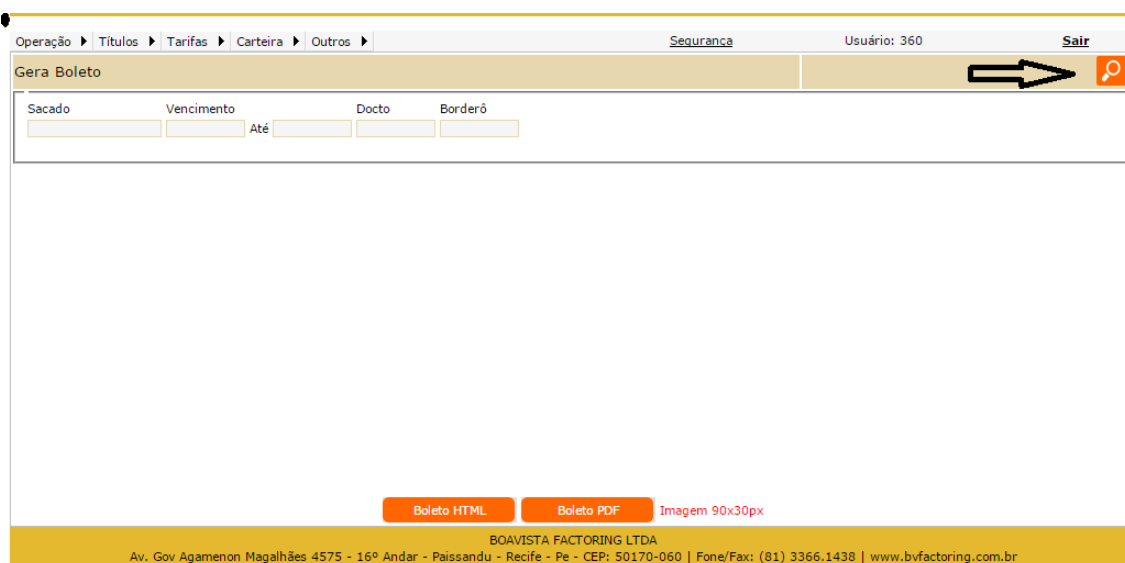 Operação Títulos Tarifas Carteira Outros Segurança Usuário: 360 Sair
Gera Boleto
Sacado Vencimento Docto Borderô
Até
Boleto HTML Boleto PDF Imagem 90x30px
BOAVISTA FACTORING LTDA
Av. Gov Agamenon Magalhães 4575 - 16º Andar - Paissandu - Recife - Pe - CEP: 50170-060 | Fone/Fax: (81) 3366.1438 | www.bvfactoring.com.br